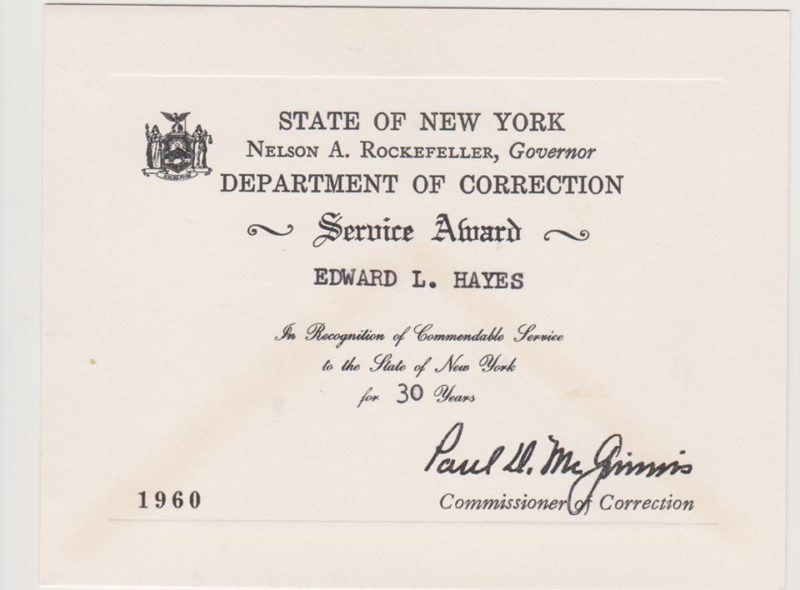 STATE OF NEW YORK
NELSON A. ROCKEFELLER, Governor
DEPARTMENT OF CORRECTION
~ Service Award ~
EDWARD L. HAYES
In Recognition of Commendable Service
to the State of New York
for 30 Years
Paul D. McGinnis
1960 Commissioner of Correction